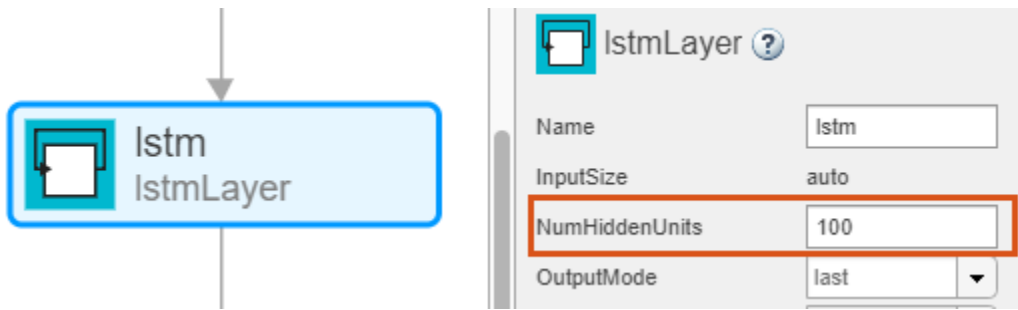 lstm
lstmLayer
lstmLayer ?
Name lstm
InputSize auto
NumHiddenUnits 100
OutputMode last